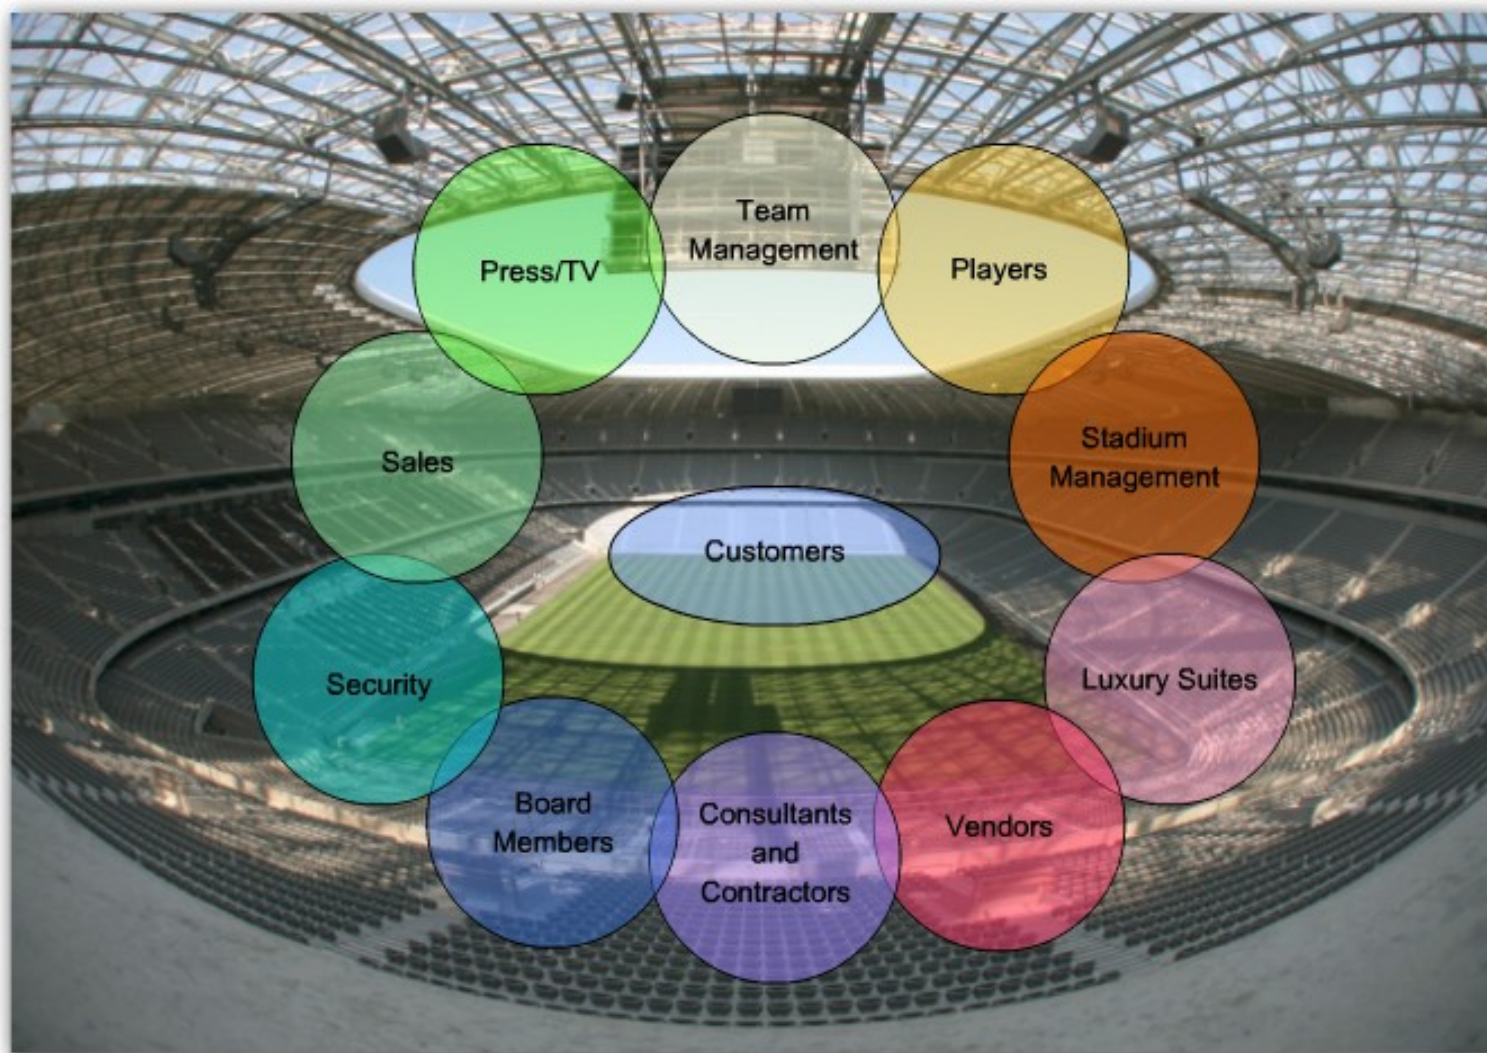 Team
Management
Press/TV
Players
Stadium
Management
Sales
Customers
Luxury Suites
Security
Board
Members
Consultants
and
Contractors
Vendors